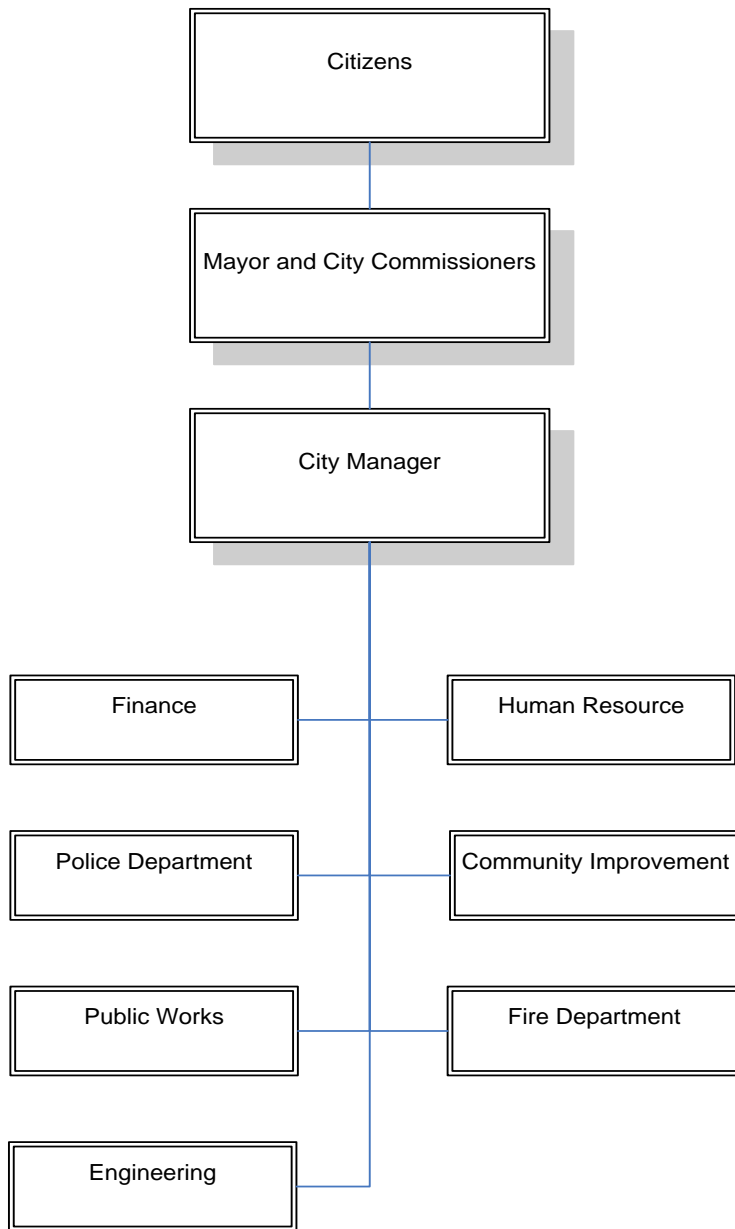 Citizens
Mayor and City Commissioners
City Manager
Finance
Human Resource
Police Department
Community Improvement
Public Works
Fire Department
Engineering